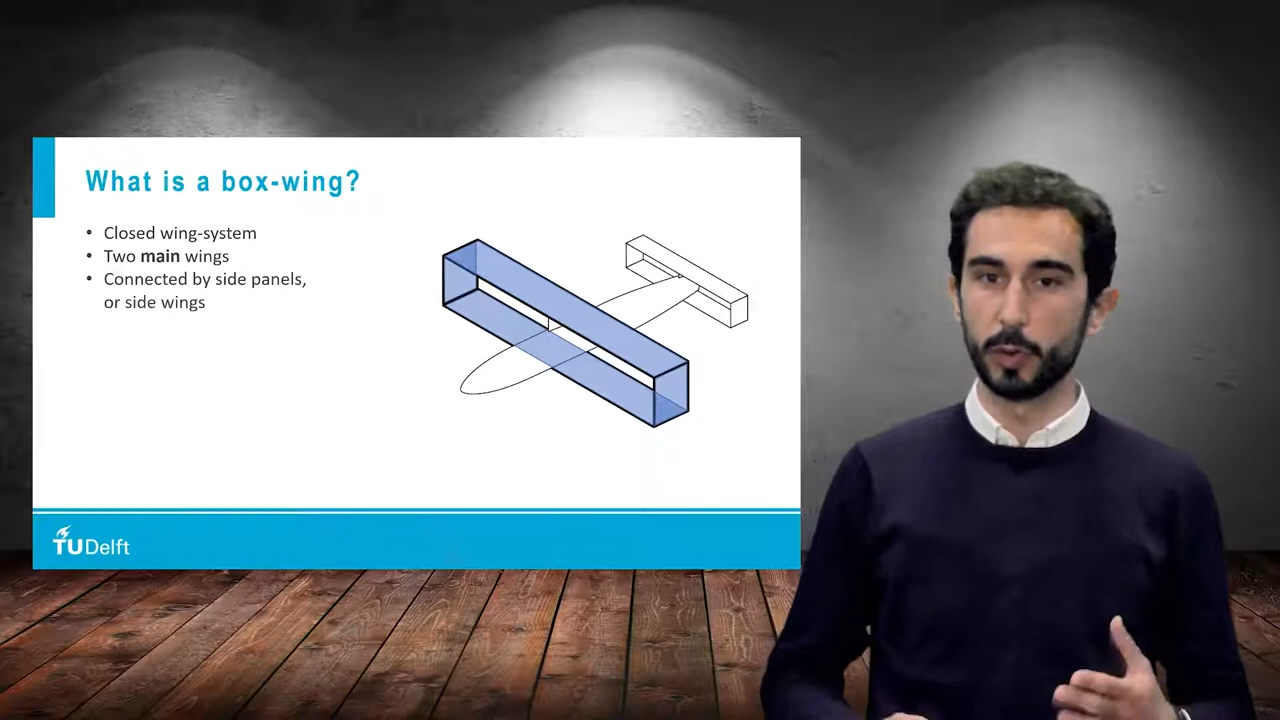 What is a box-wing?
• Closed wing-system
• Two main wings
• Connected by side panels,
or side wings
TUDelft